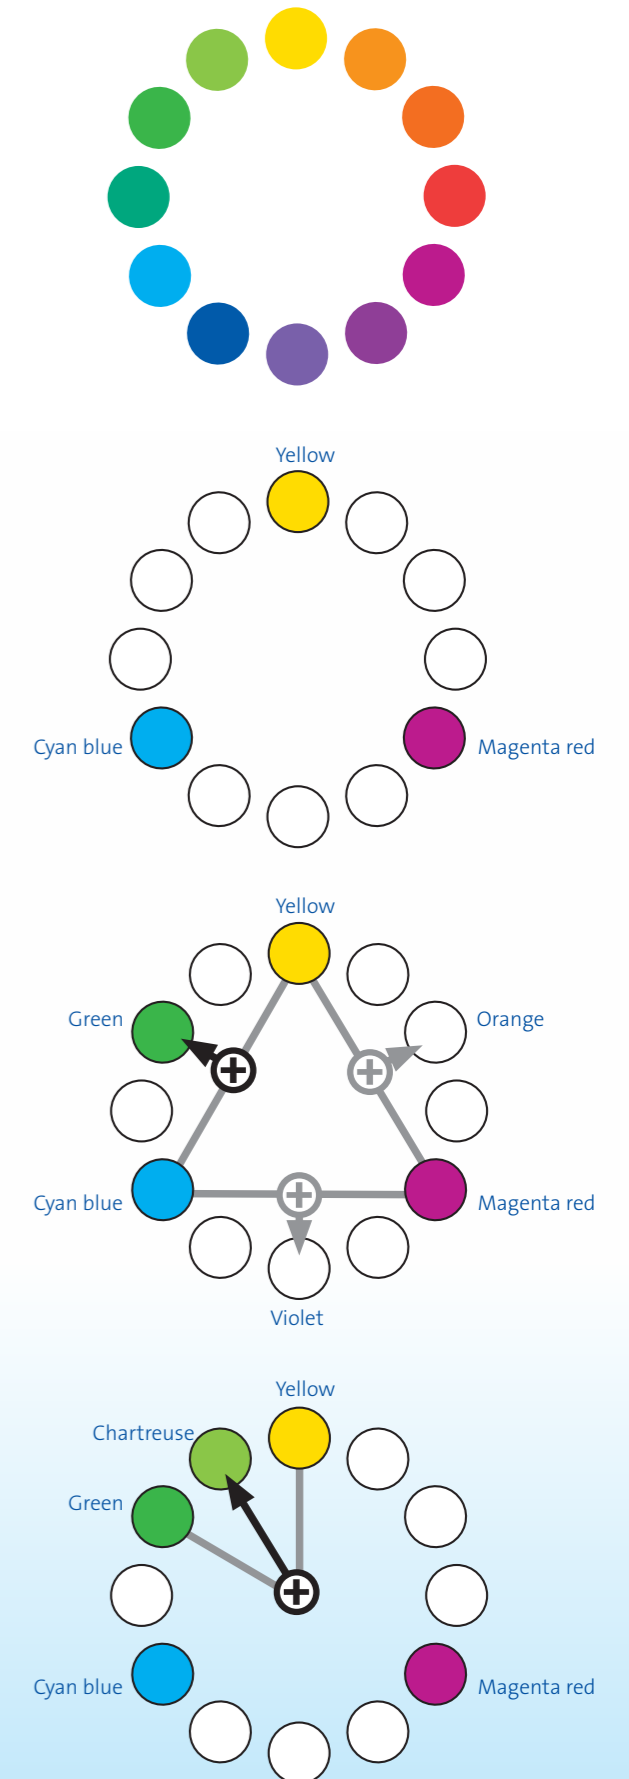 Yellow
Cyan blue
Magenta red
Yellow
Green
Orange
Cyan blue
Magenta red
Violet
Yellow
Chartreuse
Green
Cyan blue
Magenta red